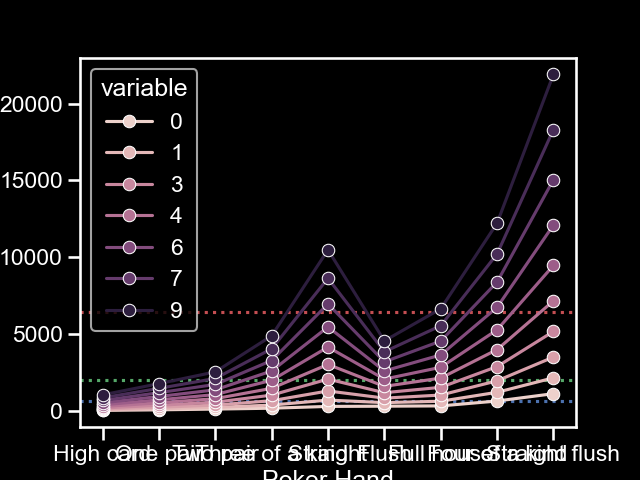 variable
0
1
3
4
6
7
9
20000
15000
10000
5000
0
High card
One pair
Two pair
Three of a kind
Straight
Flush
Full house
Four of a kind
Straight flush
Poker Hand